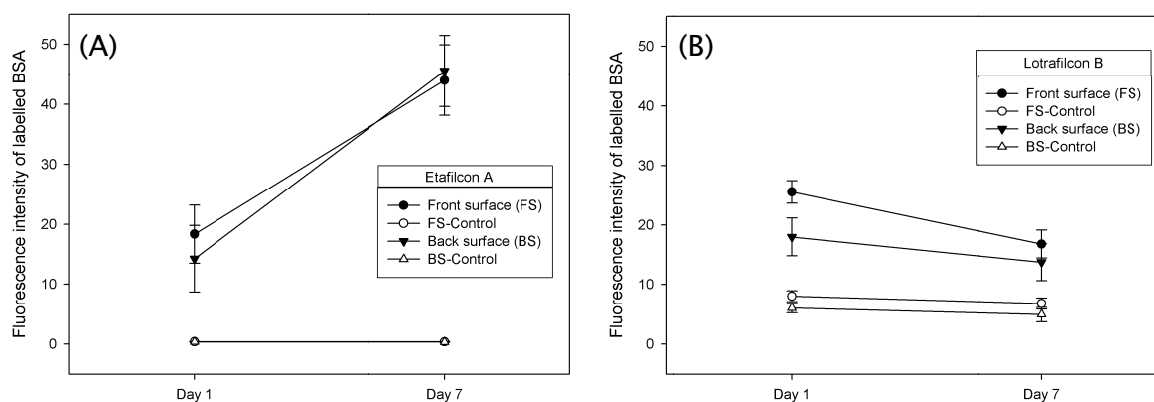 (A)
Fluorescence intensity of labelled BSA
50
40
30
20
10
0
Etafilcon A
Front surface (FS)
FS-Control
Back surface (BS)
BS-Control
Day 1
Day 7
(B)
Fluorescence intensity of labelled BSA
50
40
30
20
10
0
Lotrafilcon B
Front surface (FS)
FS-Control
Back surface (BS)
BS-Control
Day 1
Day 7